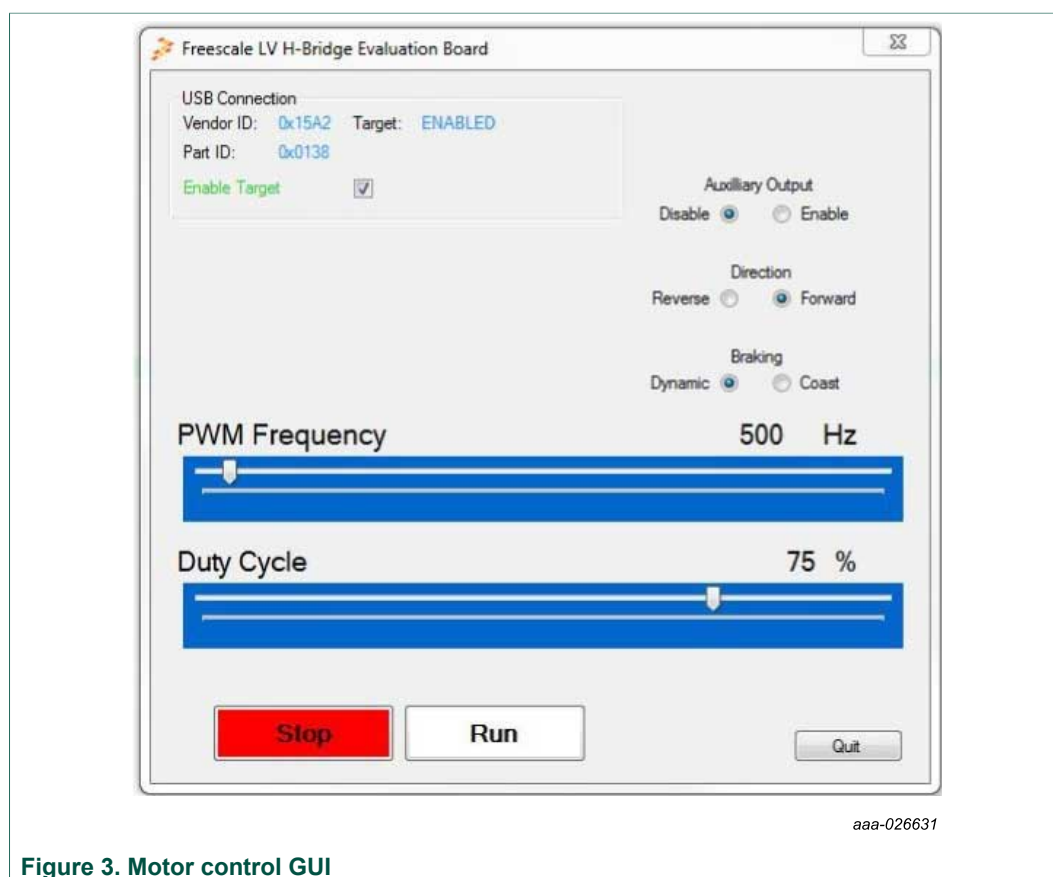 Freescale LV H-Bridge Evaluation Board
USB Connection
Vendor ID: 0x15A2 Target: ENABLED
Part ID: 0x0138
Enable Target
Auxilliary Output
Disable Enable
Direction
Reverse Forward
Braking
Dynamic Coast
PWM Frequency 500 Hz
Duty Cycle 75 %
Stop Run
Quit
aaa-026631
Figure 3. Motor control GUI